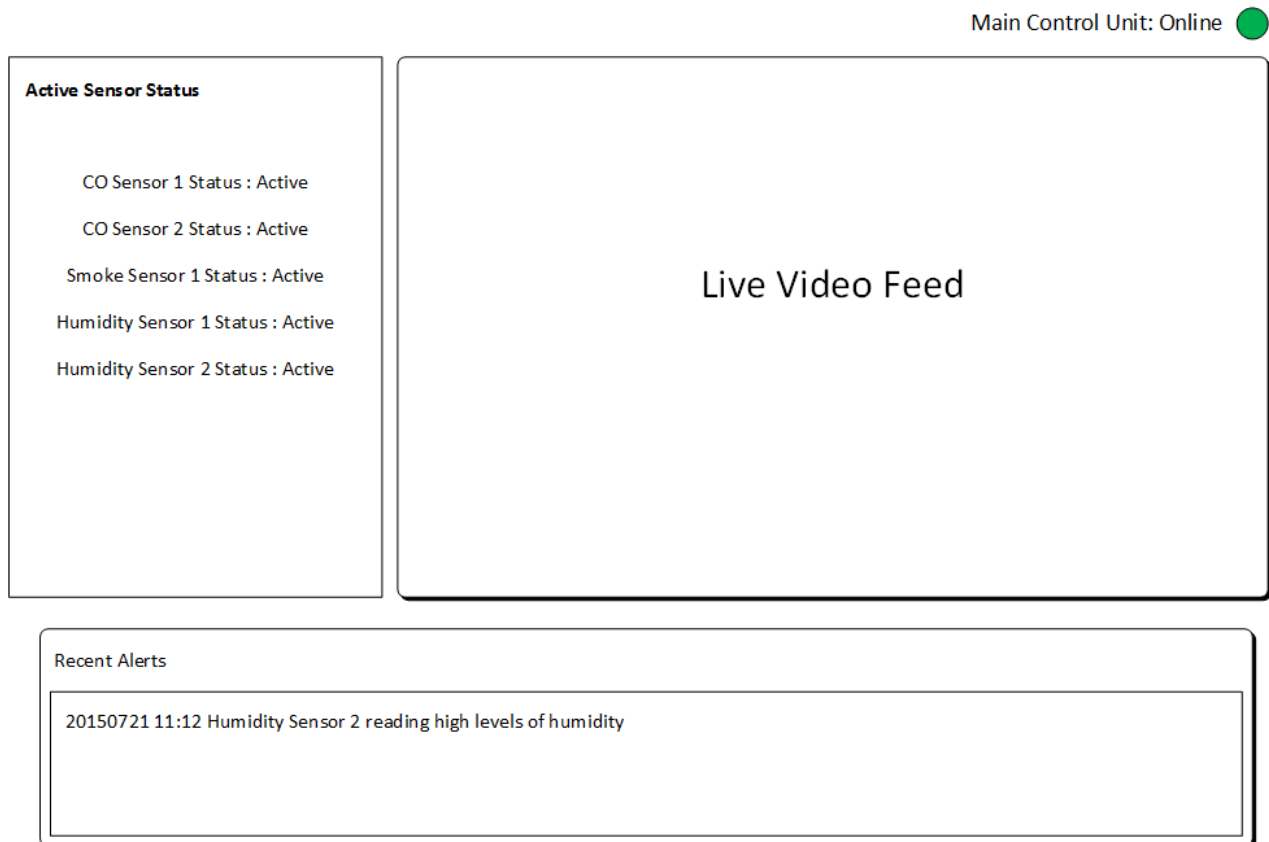 Main Control Unit: Online
Active Sensor Status
CO Sensor 1 Status : Active
CO Sensor 2 Status : Active
Smoke Sensor 1 Status : Active
Humidity Sensor 1 Status : Active
Humidity Sensor 2 Status : Active
Live Video Feed
Recent Alerts
20150721 11:12 Humidity Sensor 2 reading high levels of humidity